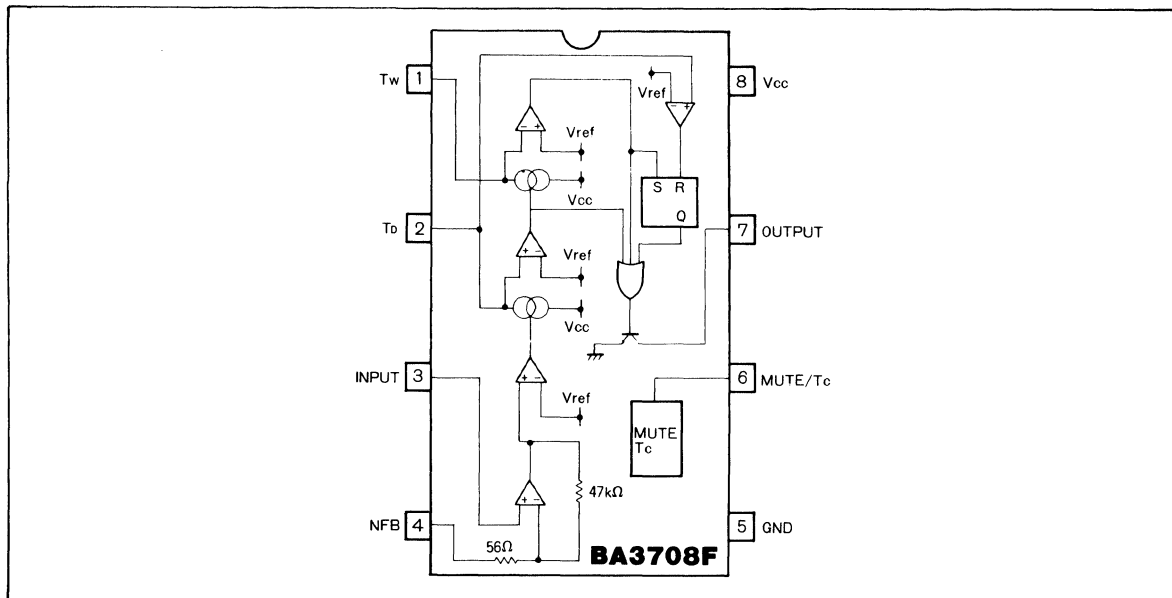 Tw 1
8 Vcc
Vref
− +
− +
Vref
S R
Vcc
Q
TD 2
7 OUTPUT
+ −
Vref
Vcc
INPUT 3
6 MUTE/Tc
+ −
Vref
MUTE
Tc
47kΩ
+ −
NFB 4
5 GND
56Ω
BA3708F